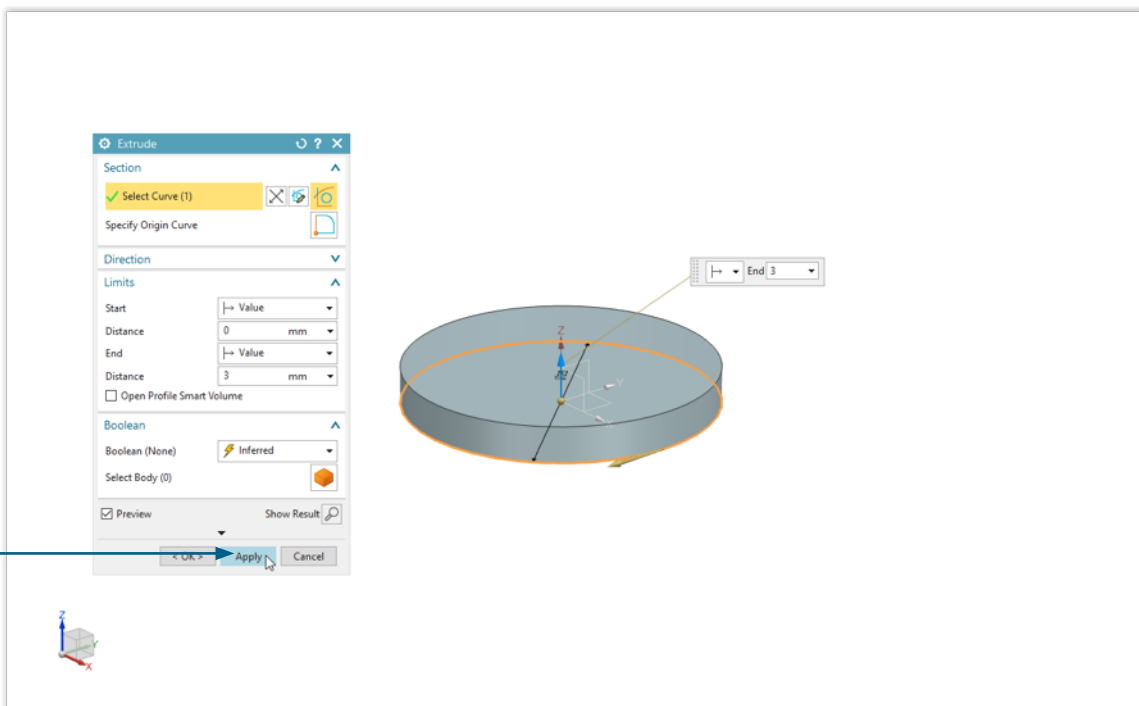 Extrude ?
Section
Select Curve (1)
Specify Origin Curve
Direction
Limits
Start Value
Distance 0 mm
End Value
Distance 3 mm
Open Profile Smart Volume
Boolean
Boolean (None) Inferred
Select Body (0)
Preview Show Result
< OK > Apply Cancel
End 3
Z
Y
X
Z
Y
X